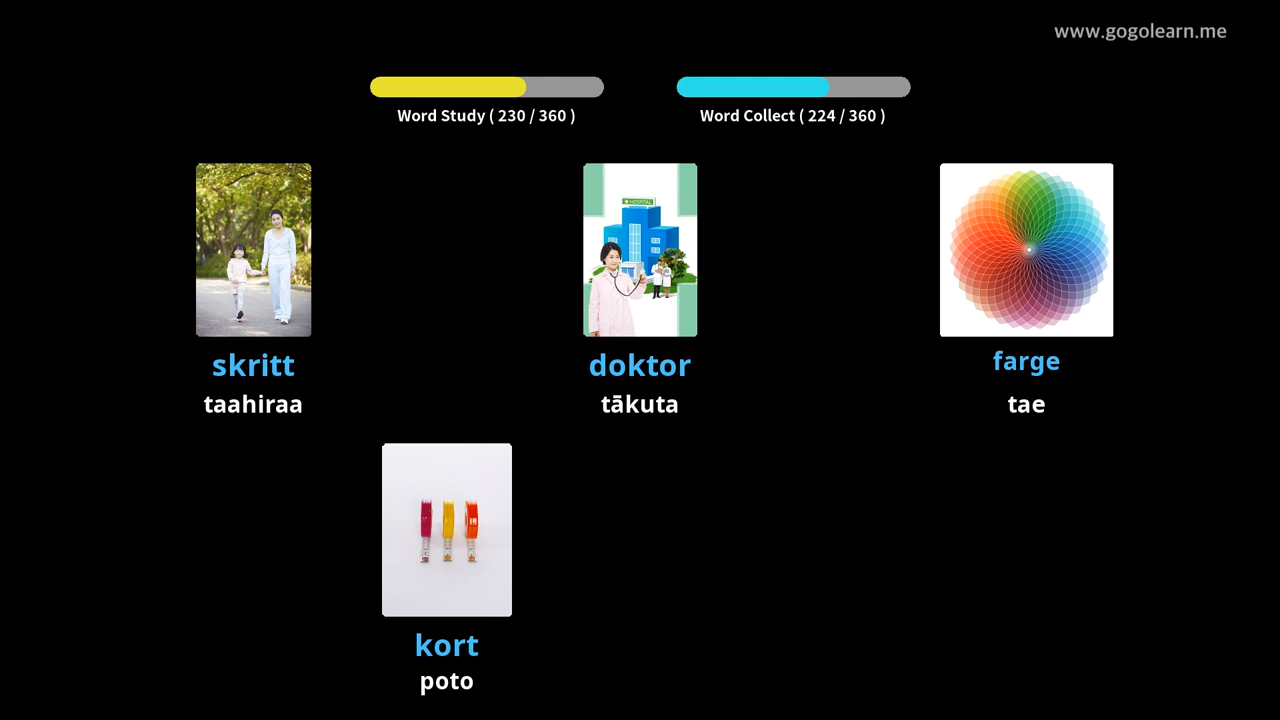 www.gogolearn.me
Word Study ( 230 / 360 )
Word Collect ( 224 / 360 )
HOSPITAL
skritt
taahiraa
doktor
tākuta
farge
tae
kort
poto